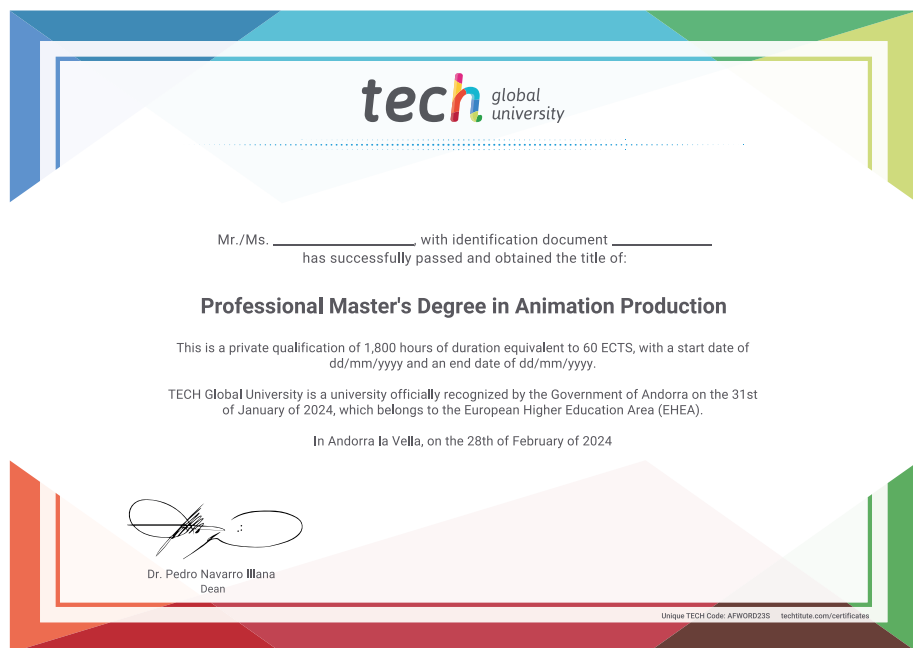 tech global university
Mr./Ms. ____________________, with identification document ______________
has successfully passed and obtained the title of:
Professional Master's Degree in Animation Production
This is a private qualification of 1,800 hours of duration equivalent to 60 ECTS, with a start date of
dd/mm/yyyy and an end date of dd/mm/yyyy.
TECH Global University is a university officially recognized by the Government of Andorra on the 31st
of January of 2024, which belongs to the European Higher Education Area (EHEA).
In Andorra la Vella, on the 28th of February of 2024
Dr. Pedro Navarro Illana
Dean
Unique TECH Code: AFWORD23S techtitute.com/certificates